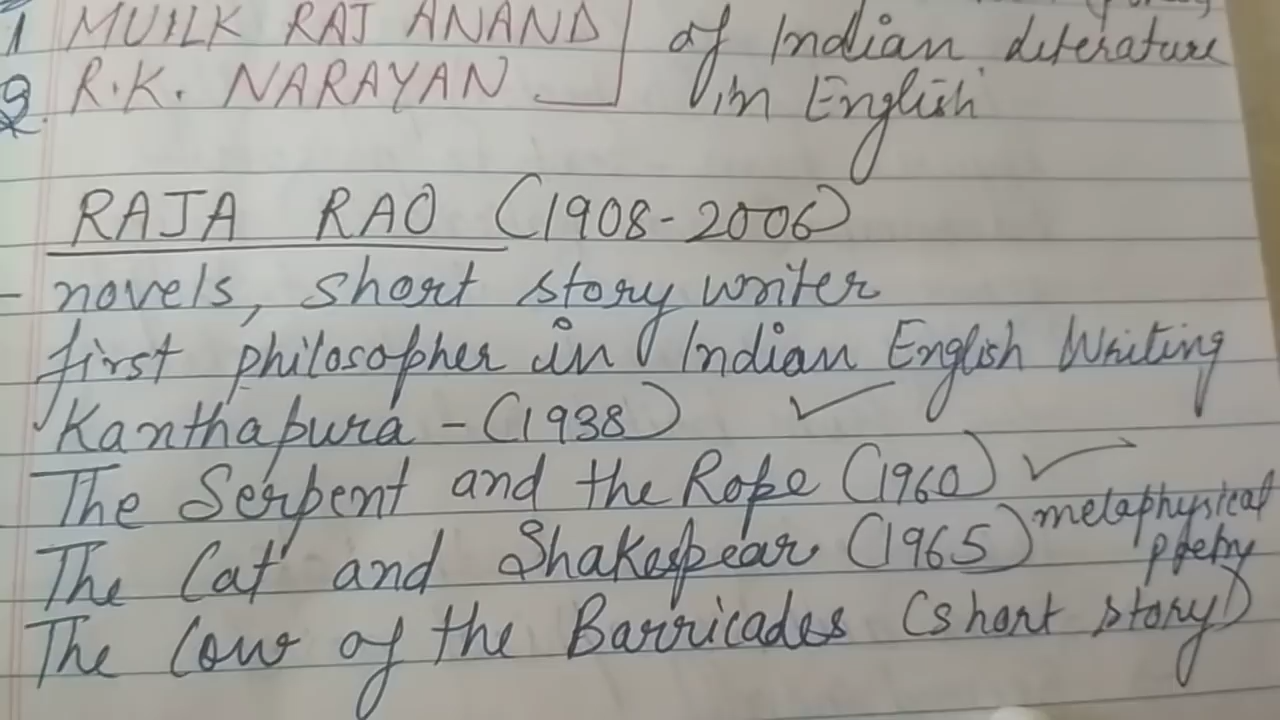 1 MUILK RAJ ANAND of Indian literature
2. R.K. NARAYAN in English
RAJA RAO (1908-2006)
- novels, short story writer
first philosopher in Indian English Writing
Kanthapura - (1938) ✓
The Serpent and the Rope (1960) ✓
The Cat and Shakespear (1965) metaphysical
poetry
The Cow of the Barricades (short story)